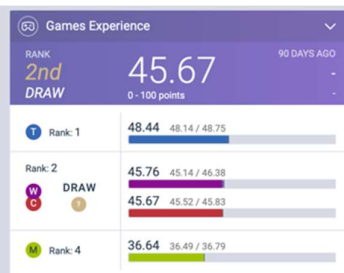 Games Experience
RANK
2nd
DRAW
45.67
0 - 100 points
90 DAYS AGO
-
-
T Rank: 1
48.44 48.14 / 48.75
Rank: 2
W
C
DRAW
?
45.76 45.14 / 46.38
45.67 45.52 / 45.83
M Rank: 4
36.64 36.49 / 36.79